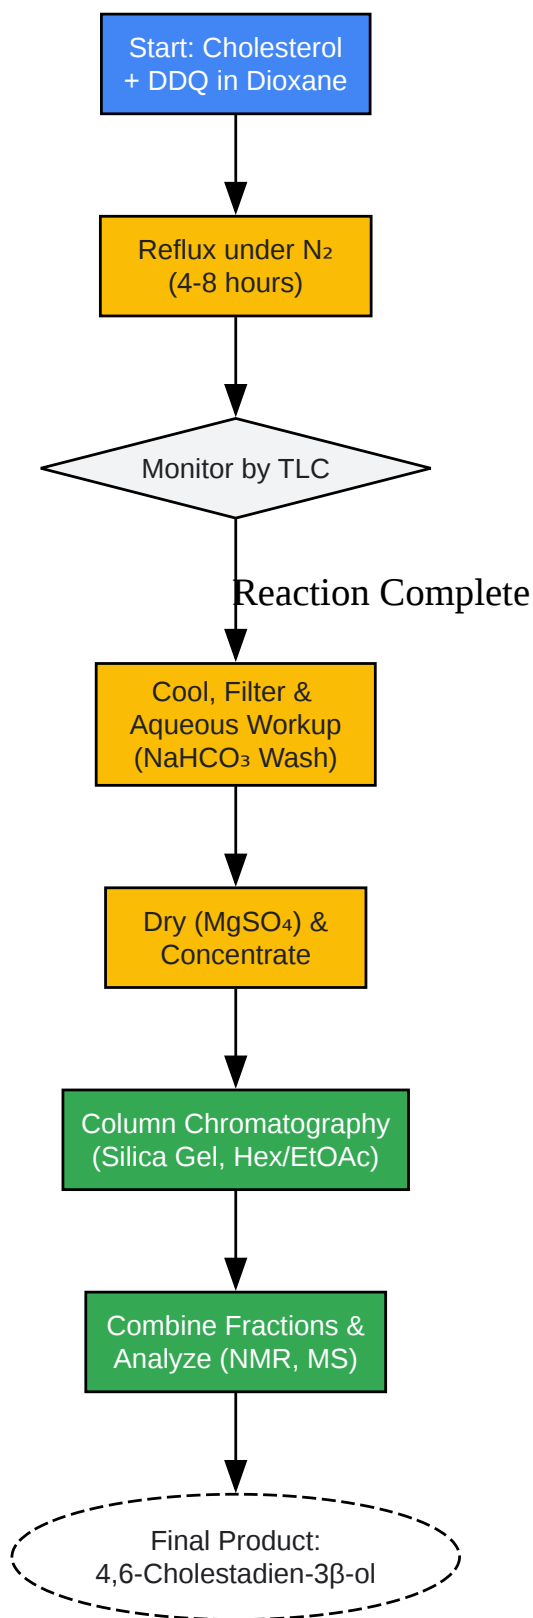 Start: Cholesterol
+ DDQ in Dioxane
Reflux under N₂
(4-8 hours)
Monitor by TLC
Reaction Complete
Cool, Filter &
Aqueous Workup
(NaHCO₃ Wash)
Dry (MgSO₄) &
Concentrate
Column Chromatography
(Silica Gel, Hex/EtOAc)
Combine Fractions &
Analyze (NMR, MS)
Final Product:
4,6-Cholestadien-3β-ol